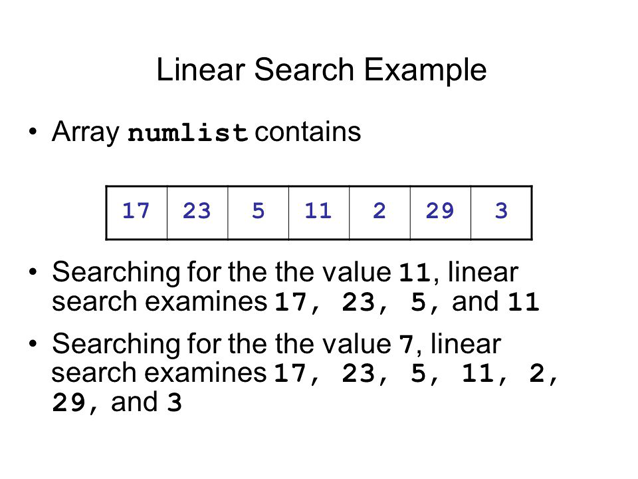 Linear Search Example
• Array numlist contains
17 23 5 11 2 29 3
• Searching for the the value 11, linear
search examines 17, 23, 5, and 11
• Searching for the the value 7, linear
search examines 17, 23, 5, 11, 2,
29, and 3